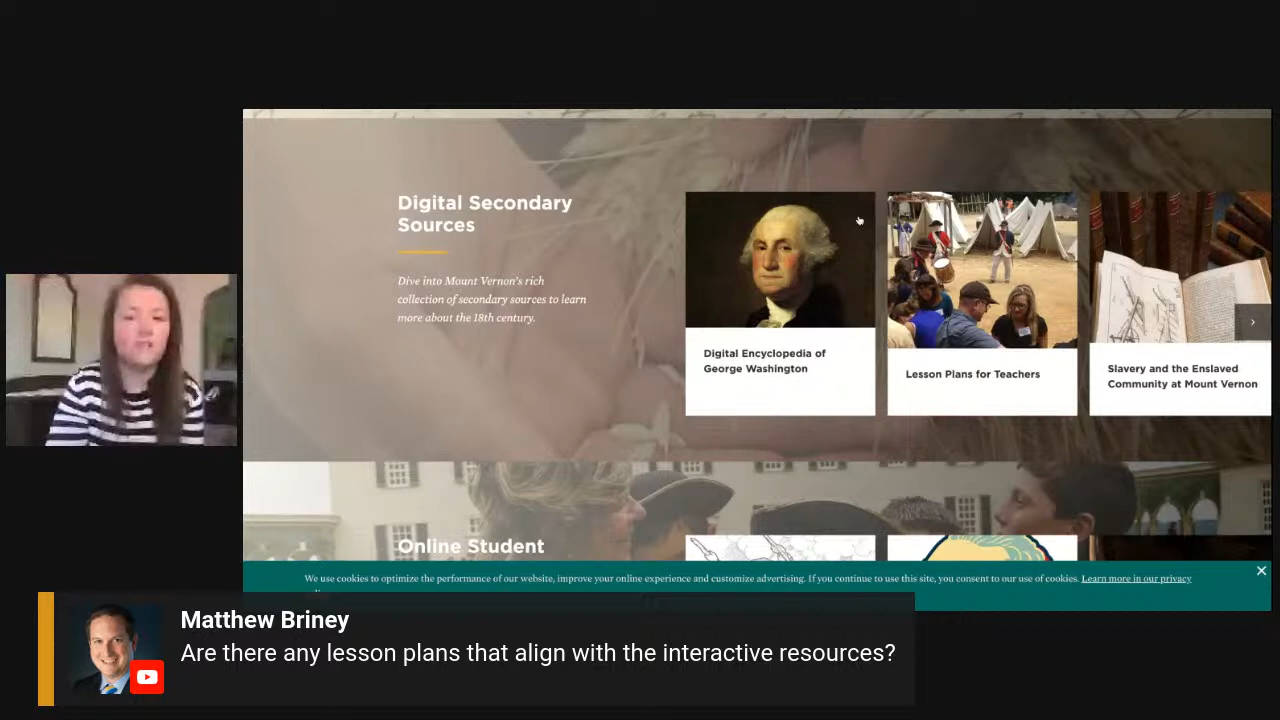 Digital Secondary
Sources
Dive into Mount Vernon's rich
collection of secondary sources to learn
more about the 18th century.
Digital Encyclopedia of
George Washington
Lesson Plans for Teachers
Slavery and the Enslaved
Community at Mount Vernon
Online Student
We use cookies to optimize the performance of our website, improve your online experience and customize advertising. If you continue to use this site, you consent to our use of cookies. Learn more in our privacy
Matthew Briney
Are there any lesson plans that align with the interactive resources?